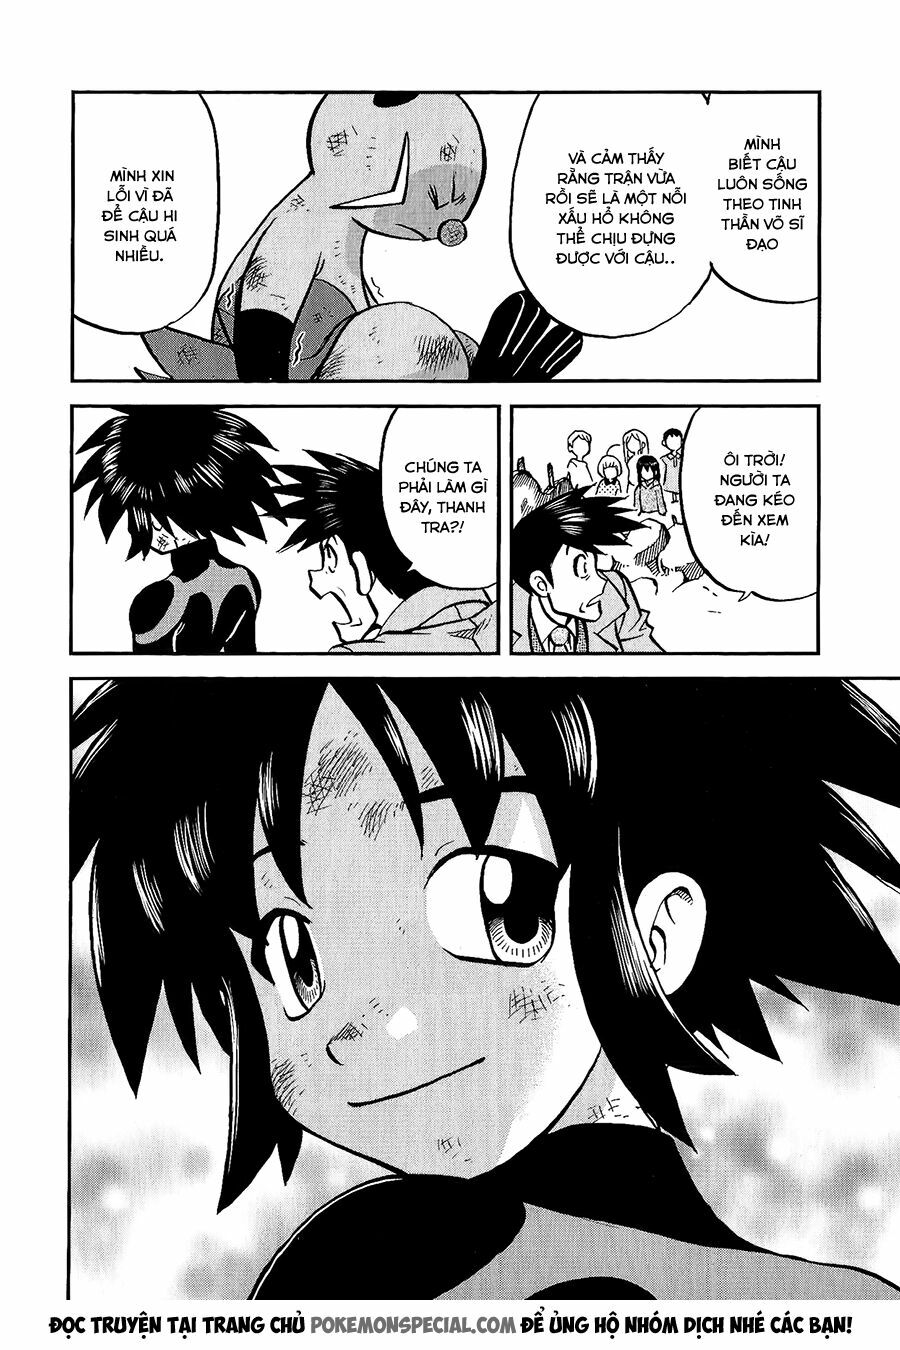 MÌNH
BIẾT CẬU
LUÔN SỐNG
THEO TINH
THẦN VÕ SĨ
ĐẠO
VÀ CẢM THẤY
RẰNG TRẬN VỪA
RỒI SẼ LÀ MỘT NỖI
XẤU HỔ KHÔNG
THỂ CHỊU ĐỰNG
ĐƯỢC VỚI CẬU..
MÌNH XIN
LỖI VÌ ĐÃ
ĐỂ CẬU HI
SINH QUÁ
NHIỀU.
ÔI TRỜI!
NGƯỜI TA
ĐANG KÉO
ĐẾN XEM
KÌA!
CHÚNG TA
PHẢI LÀM GÌ
ĐÂY, THANH
TRA?!
ĐỌC TRUYỆN TẠI TRANG CHỦ POKEMONSPECIAL.COM ĐỂ ỦNG HỘ NHÓM DỊCH NHÉ CÁC BẠN!